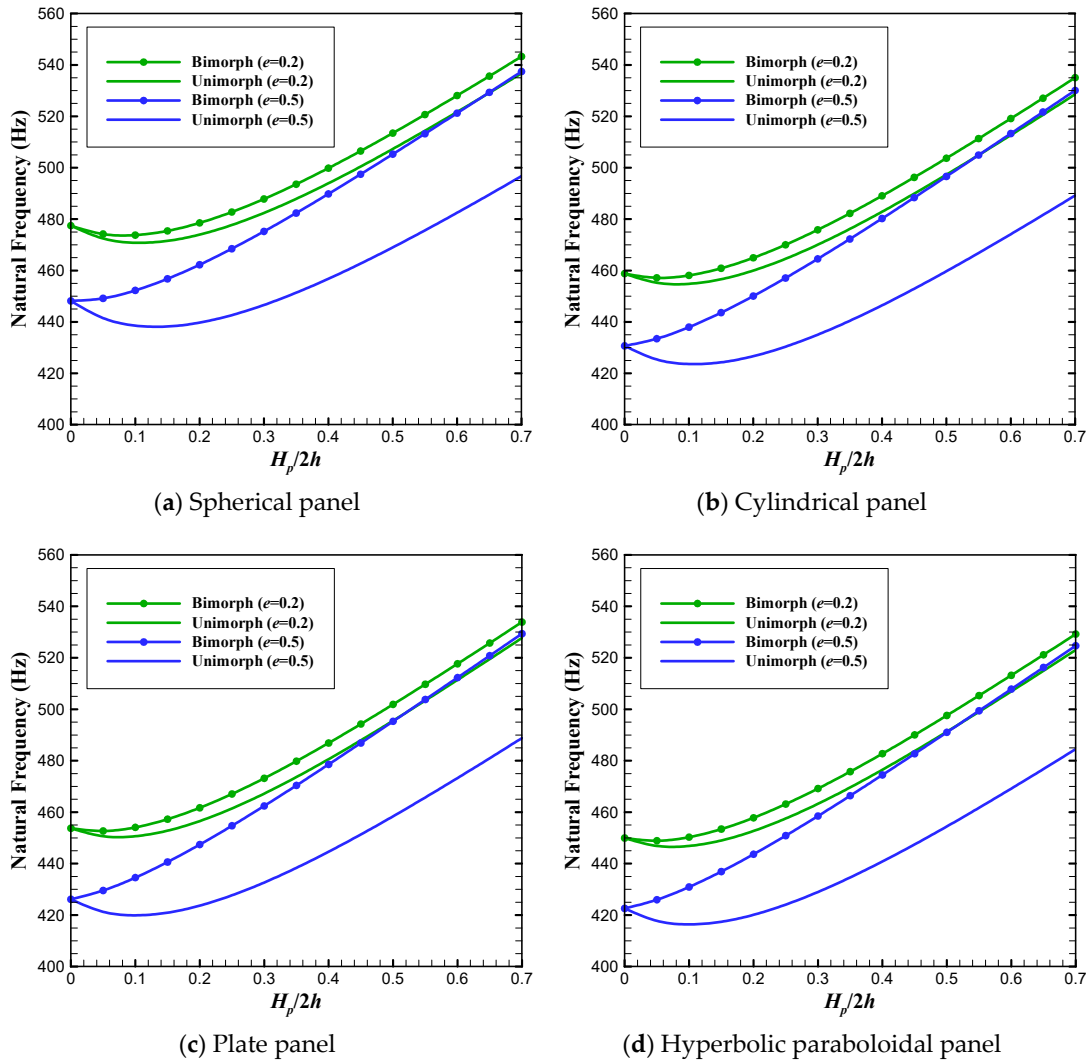 560
540
520
500
480
460
440
420
400
Natural Frequency (Hz)
Bimorph (e=0.2)
Unimorph (e=0.2)
Bimorph (e=0.5)
Unimorph (e=0.5)
0 0.1 0.2 0.3 0.4 0.5 0.6 0.7
H_p/2h
(a) Spherical panel
560
540
520
500
480
460
440
420
400
Natural Frequency (Hz)
Bimorph (e=0.2)
Unimorph (e=0.2)
Bimorph (e=0.5)
Unimorph (e=0.5)
0 0.1 0.2 0.3 0.4 0.5 0.6 0.7
H_p/2h
(b) Cylindrical panel
560
540
520
500
480
460
440
420
400
Natural Frequency (Hz)
Bimorph (e=0.2)
Unimorph (e=0.2)
Bimorph (e=0.5)
Unimorph (e=0.5)
0 0.1 0.2 0.3 0.4 0.5 0.6 0.7
H_p/2h
(c) Plate panel
560
540
520
500
480
460
440
420
400
Natural Frequency (Hz)
Bimorph (e=0.2)
Unimorph (e=0.2)
Bimorph (e=0.5)
Unimorph (e=0.5)
0 0.1 0.2 0.3 0.4 0.5 0.6 0.7
H_p/2h
(d) Hyperbolic paraboloidal panel